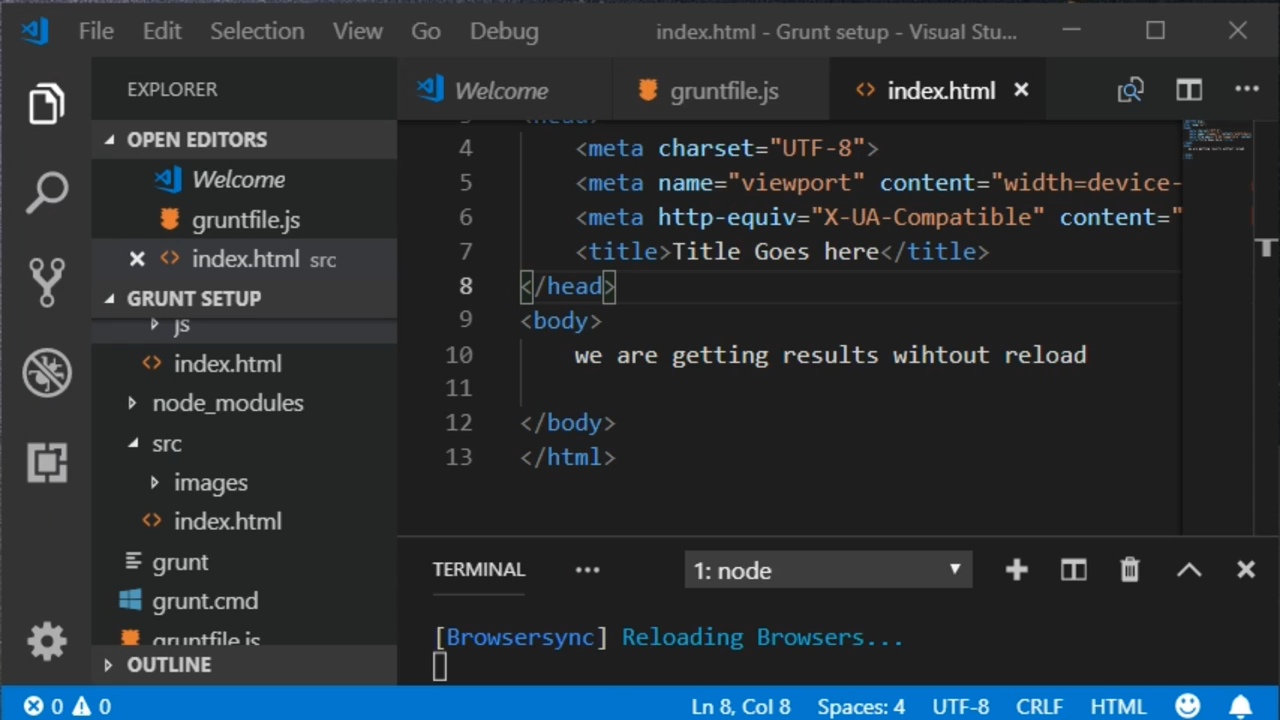 File Edit Selection View Go Debug index.html - Grunt setup - Visual Stu...
EXPLORER
OPEN EDITORS
Welcome
gruntfile.js
index.html src
GRUNT SETUP
js
index.html
node_modules
src
images
index.html
grunt
grunt.cmd
gruntfile.js
OUTLINE
Welcome gruntfile.js index.html
3 <head>
4 <meta charset="UTF-8">
5 <meta name="viewport" content="width=device-
6 <meta http-equiv="X-UA-Compatible" content="
7 <title>Title Goes here</title>
8 </head>
9 <body>
10 we are getting results wihtout reload
11
12 </body>
13 </html>
TERMINAL ... 1: node
[Browsersync] Reloading Browsers...
0 0 Ln 8, Col 8 Spaces: 4 UTF-8 CRLF HTML